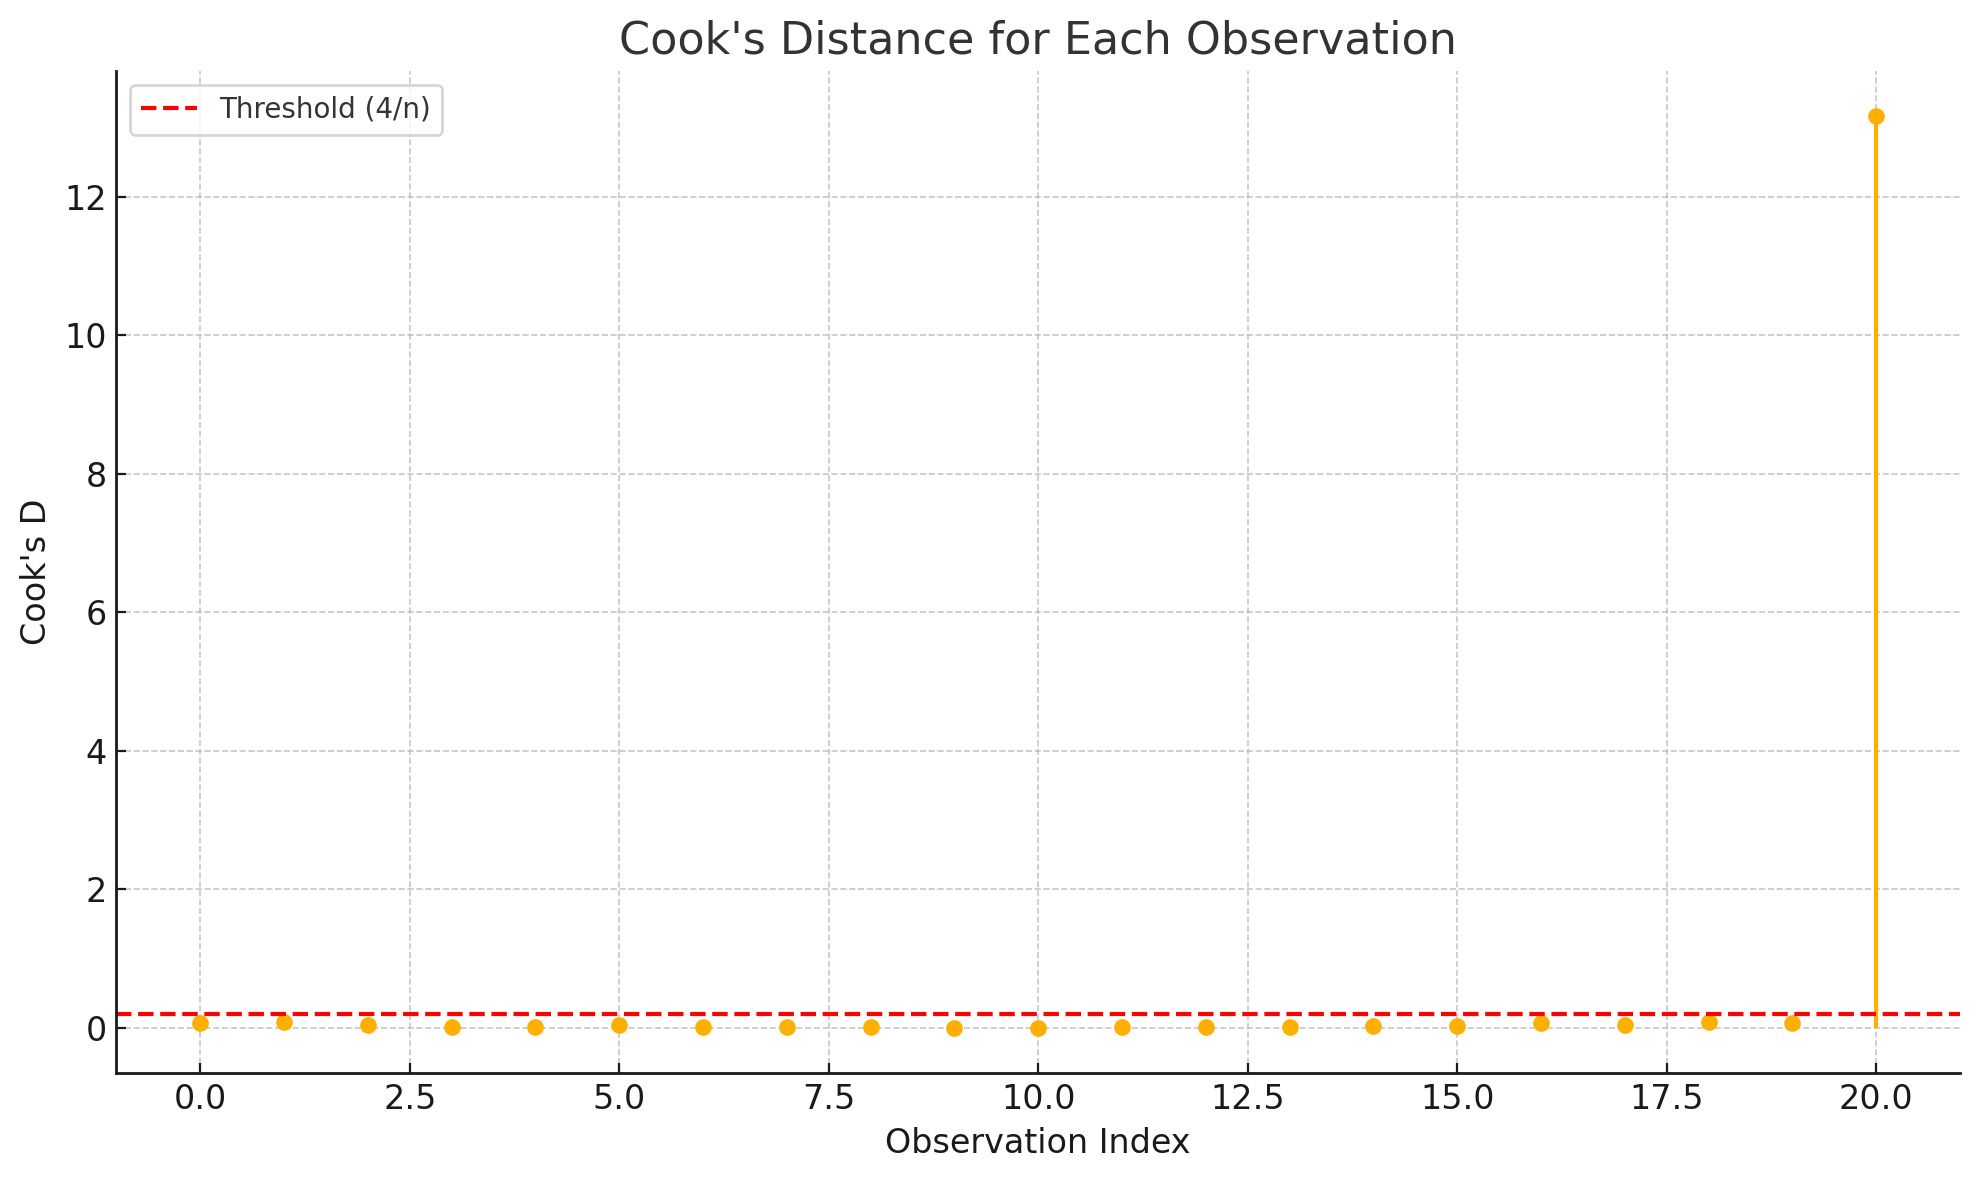 Cook's Distance for Each Observation
Threshold (4/n)
12
10
8
6
4
2
0
Cook's D
0.0 2.5 5.0 7.5 10.0 12.5 15.0 17.5 20.0
Observation Index